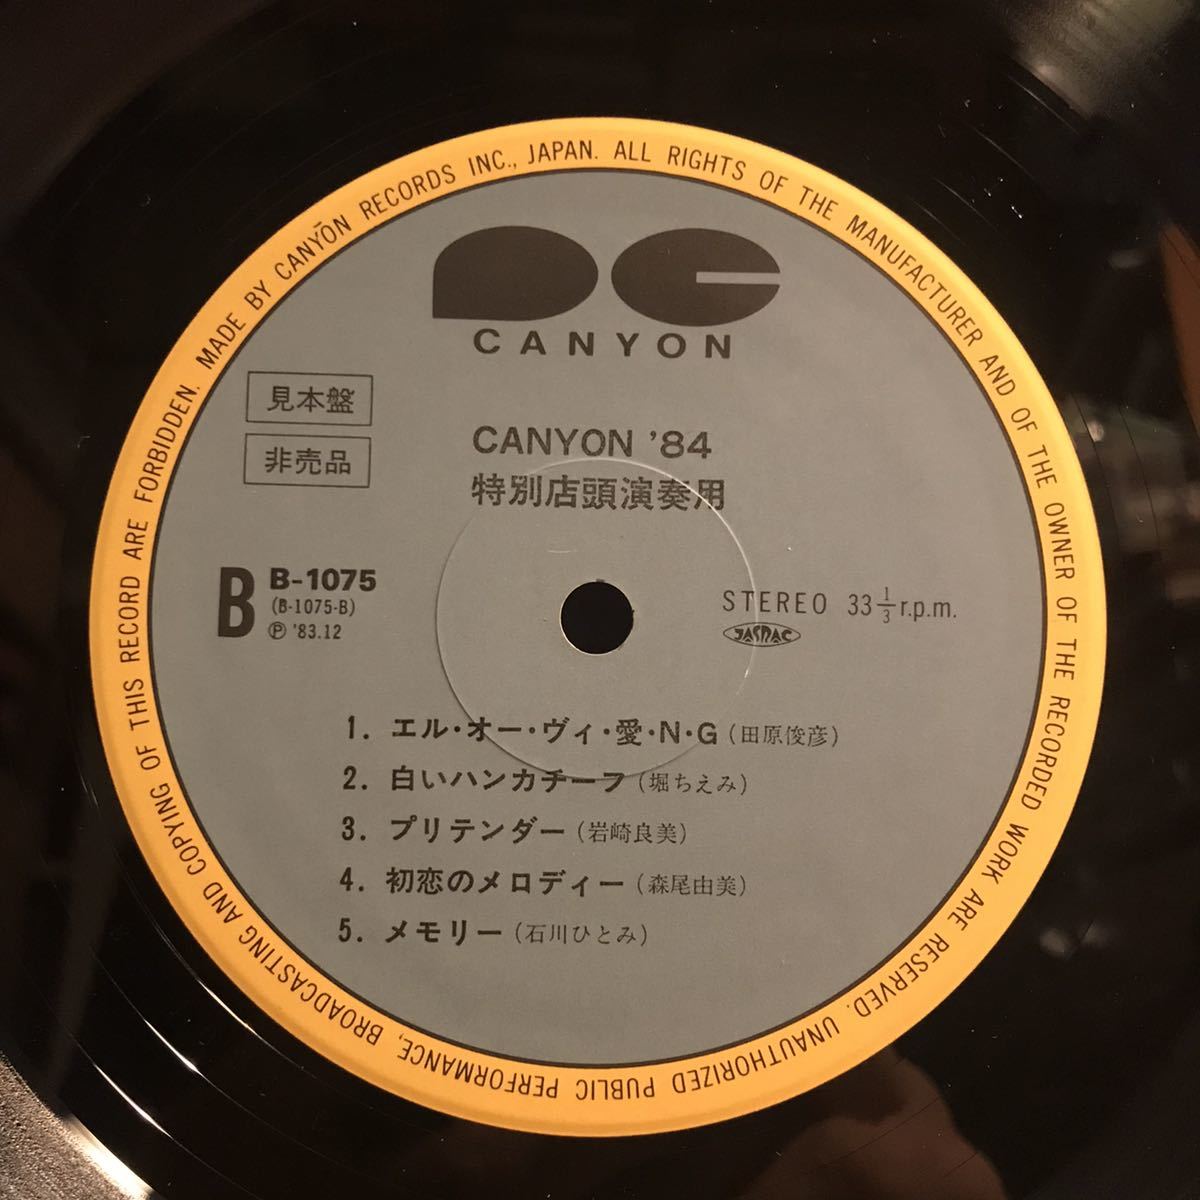 MADE BY CANYON RECORDS INC., JAPAN. ALL RIGHTS OF THE MANUFACTURER AND OF THE OWNER OF THE RECORDED WORK ARE RESERVED. UNAUTHORIZED PUBLIC PERFORMANCE, BROADCASTING AND COPYING OF THIS RECORD ARE FORBIDDEN.
CANYON
見本盤
非売品
CANYON '84
特別店頭演奏用
B B-1075
(B-1075-B)
Ⓟ '83.12
STEREO 33 1/3 r.p.m.
JASRAC
1. エル・オー・ヴィ・愛・N・G (田原俊彦)
2. 白いハンカチーフ (堀ちえみ)
3. プリテンダー (岩崎良美)
4. 初恋のメロディー (森尾由美)
5. メモリー (石川ひとみ)